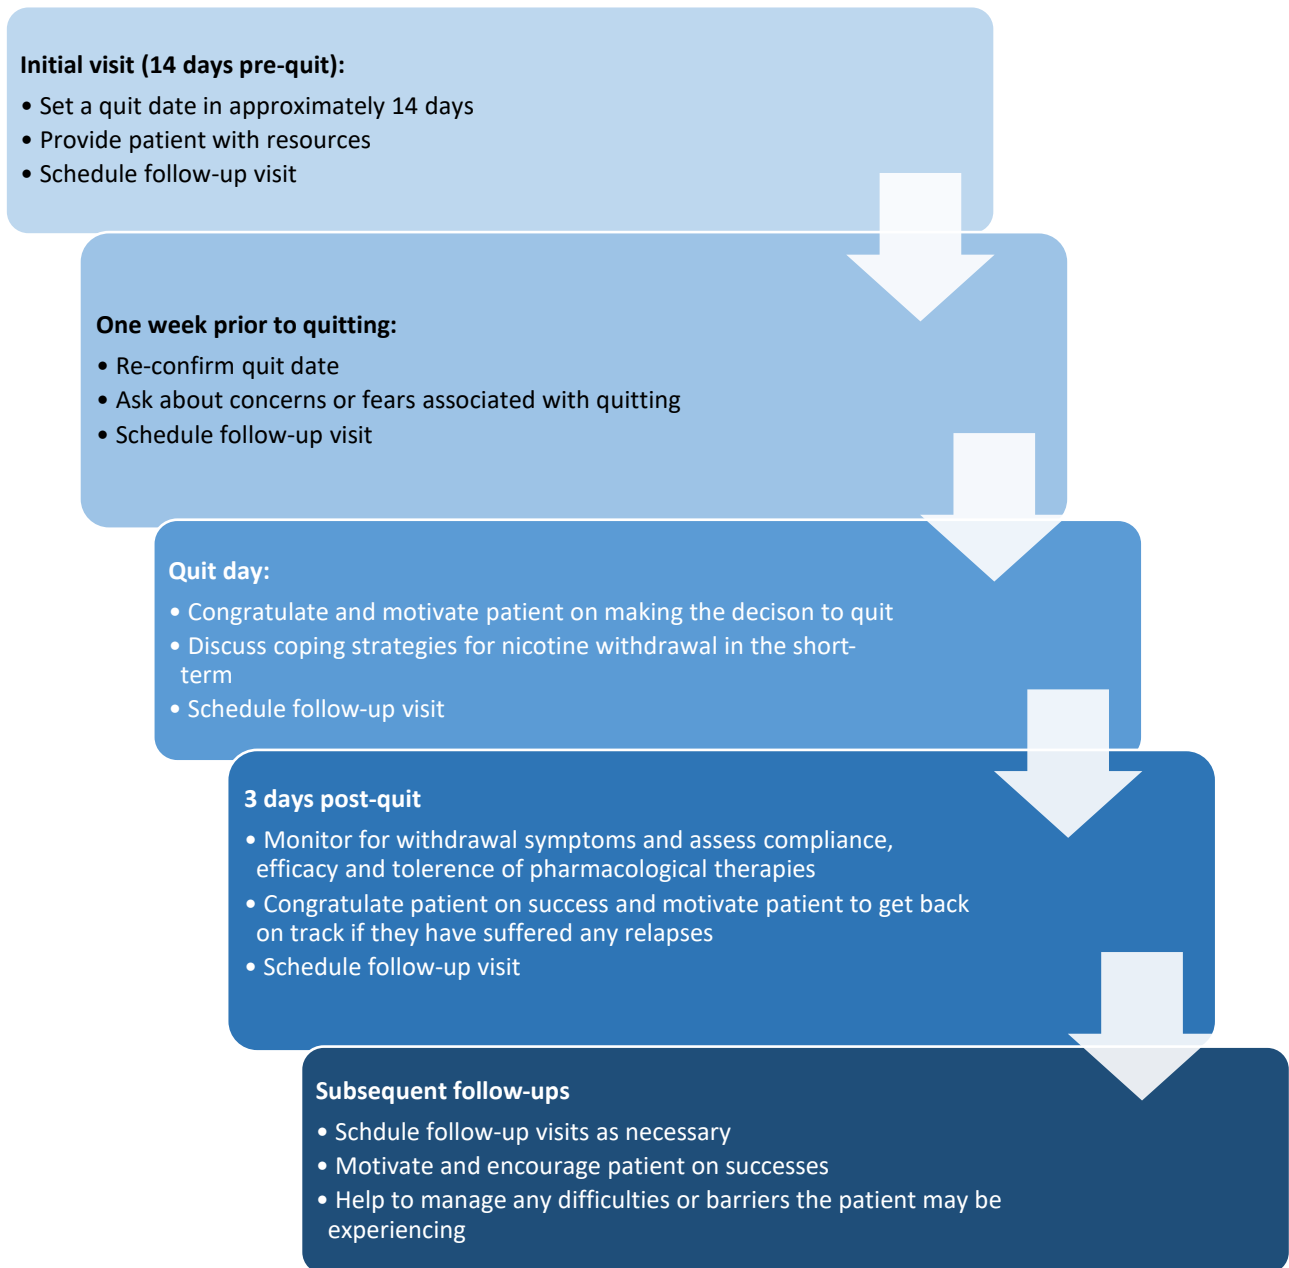 Initial visit (14 days pre-quit):
• Set a quit date in approximately 14 days
• Provide patient with resources
• Schedule follow-up visit
One week prior to quitting:
• Re-confirm quit date
• Ask about concerns or fears associated with quitting
• Schedule follow-up visit
Quit day:
• Congratulate and motivate patient on making the decison to quit
• Discuss coping strategies for nicotine withdrawal in the short-
term
• Schedule follow-up visit
3 days post-quit
• Monitor for withdrawal symptoms and assess compliance,
efficacy and tolerence of pharmacological therapies
• Congratulate patient on success and motivate patient to get back
on track if they have suffered any relapses
• Schedule follow-up visit
Subsequent follow-ups
• Schdule follow-up visits as necessary
• Motivate and encourage patient on successes
• Help to manage any difficulties or barriers the patient may be
experiencing